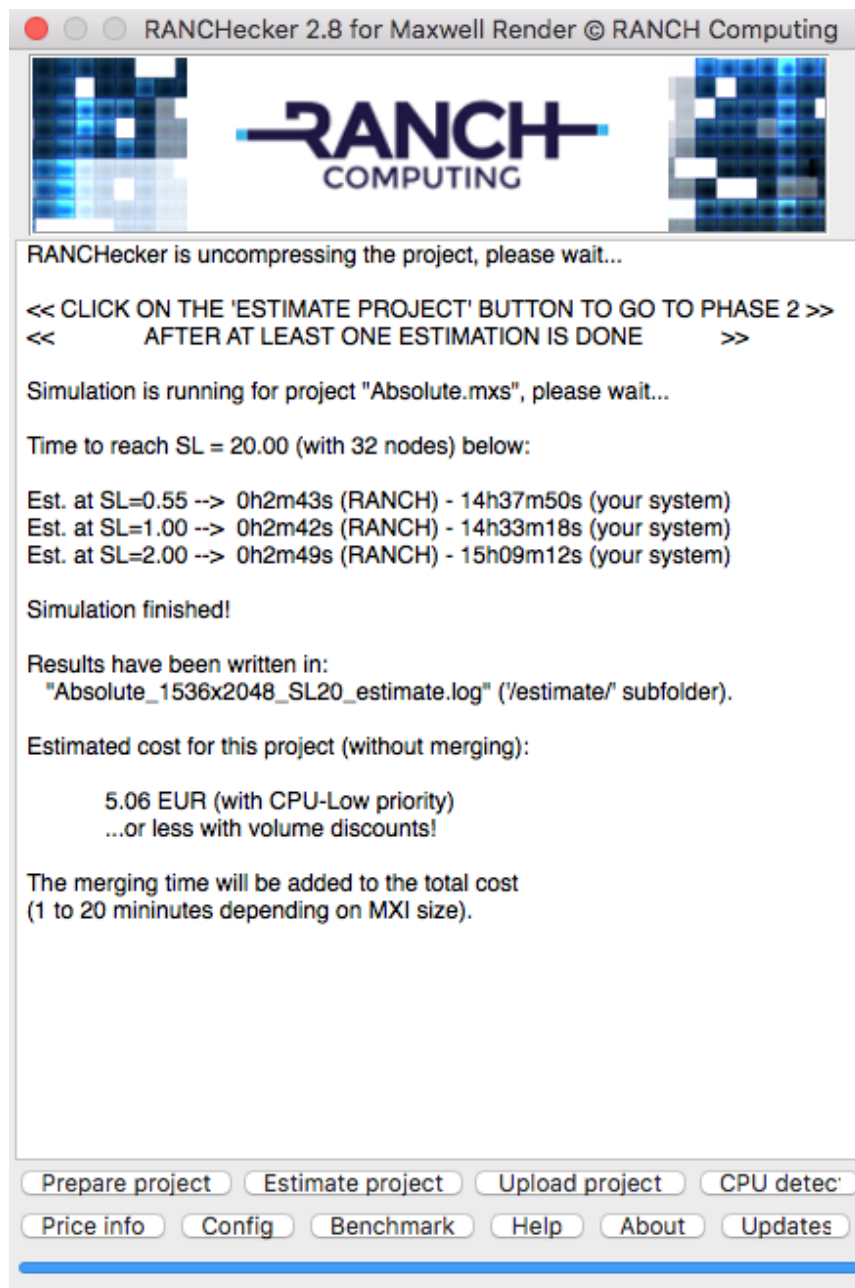 RANCHecker 2.8 for Maxwell Render © RANCH Computing
RANCH
COMPUTING
RANCHecker is uncompressing the project, please wait...
<< CLICK ON THE 'ESTIMATE PROJECT' BUTTON TO GO TO PHASE 2 >>
<< AFTER AT LEAST ONE ESTIMATION IS DONE >>
Simulation is running for project "Absolute.mxs", please wait...
Time to reach SL = 20.00 (with 32 nodes) below:
Est. at SL=0.55 --> 0h2m43s (RANCH) - 14h37m50s (your system)
Est. at SL=1.00 --> 0h2m42s (RANCH) - 14h33m18s (your system)
Est. at SL=2.00 --> 0h2m49s (RANCH) - 15h09m12s (your system)
Simulation finished!
Results have been written in:
"Absolute_1536x2048_SL20_estimate.log" ('/estimate/' subfolder).
Estimated cost for this project (without merging):
5.06 EUR (with CPU-Low priority)
...or less with volume discounts!
The merging time will be added to the total cost
(1 to 20 mininutes depending on MXI size).
Prepare project Estimate project Upload project CPU detec
Price info Config Benchmark Help About Updates